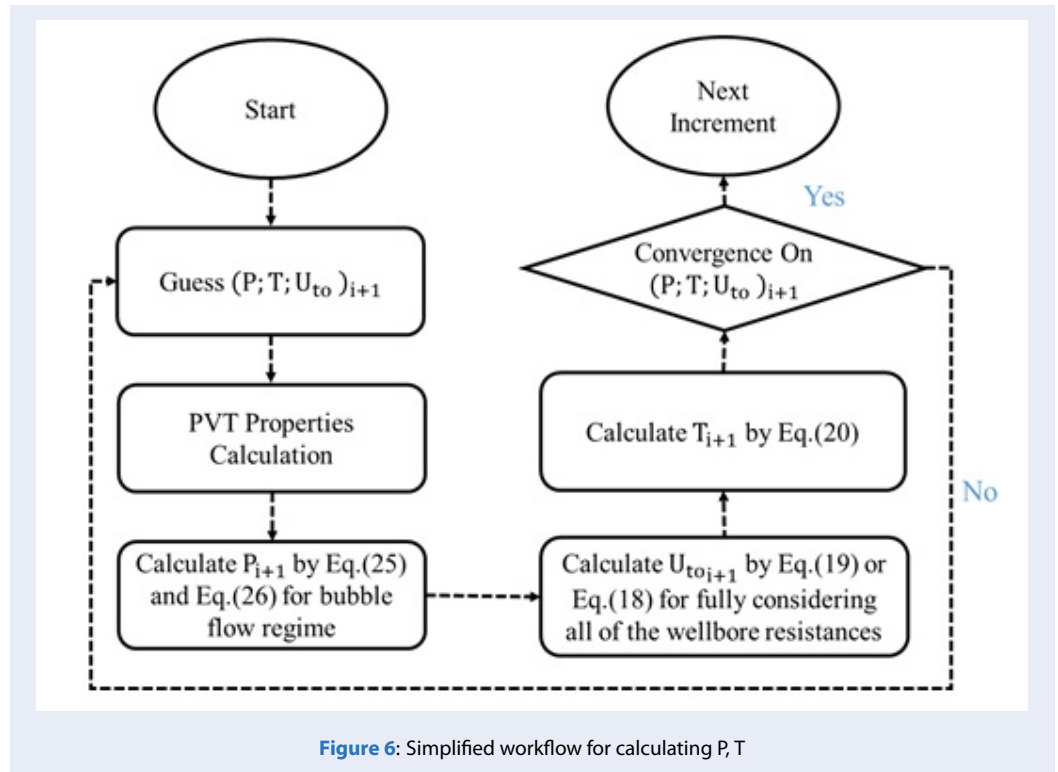 Start
Guess (P; T; U_to)_i+1
PVT Properties
Calculation
Calculate P_i+1 by Eq.(25)
and Eq.(26) for bubble
flow regime
Calculate U_to_i+1 by Eq.(19) or
Eq.(18) for fully considering
all of the wellbore resistances
Calculate T_i+1 by Eq.(20)
Convergence On
(P; T; U_to)_i+1
Yes
No
Next
Increment
Figure 6: Simplified workflow for calculating P, T